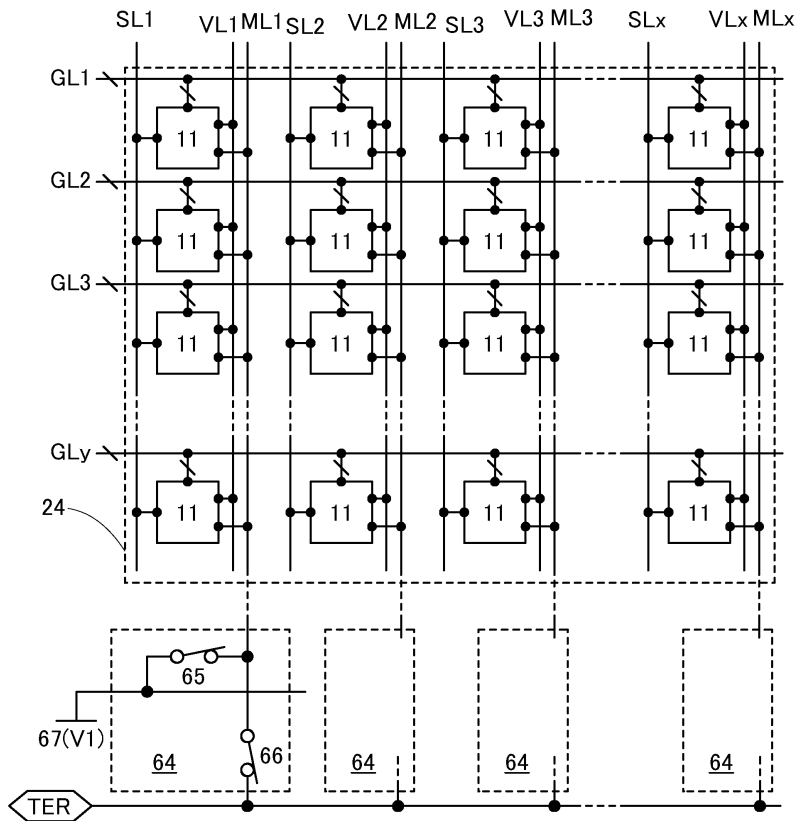 SL1 VL1 ML1 SL2 VL2 ML2 SL3 VL3 ML3 SLx VLx MLx
GL1
11 11 11 11
GL2
11 11 11 11
GL3
11 11 11 11
GLy
24 11 11 11 11
65
67(V1) 64 66 64 64 64
TER